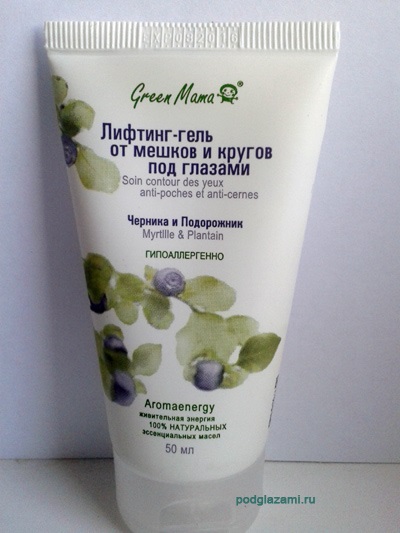 Green Mama®
Лифтинг-гель
от мешков и кругов
под глазами
Soin contour des yeux
anti-poches et anti-cernes
Черника и Подорожник
Myrtille & Plantain
ГИПОАЛЛЕРГЕННО
Aromaenergy
живительная энергия
100% НАТУРАЛЬНЫХ
эссенциальных масел
50 мл
podglazami.ru